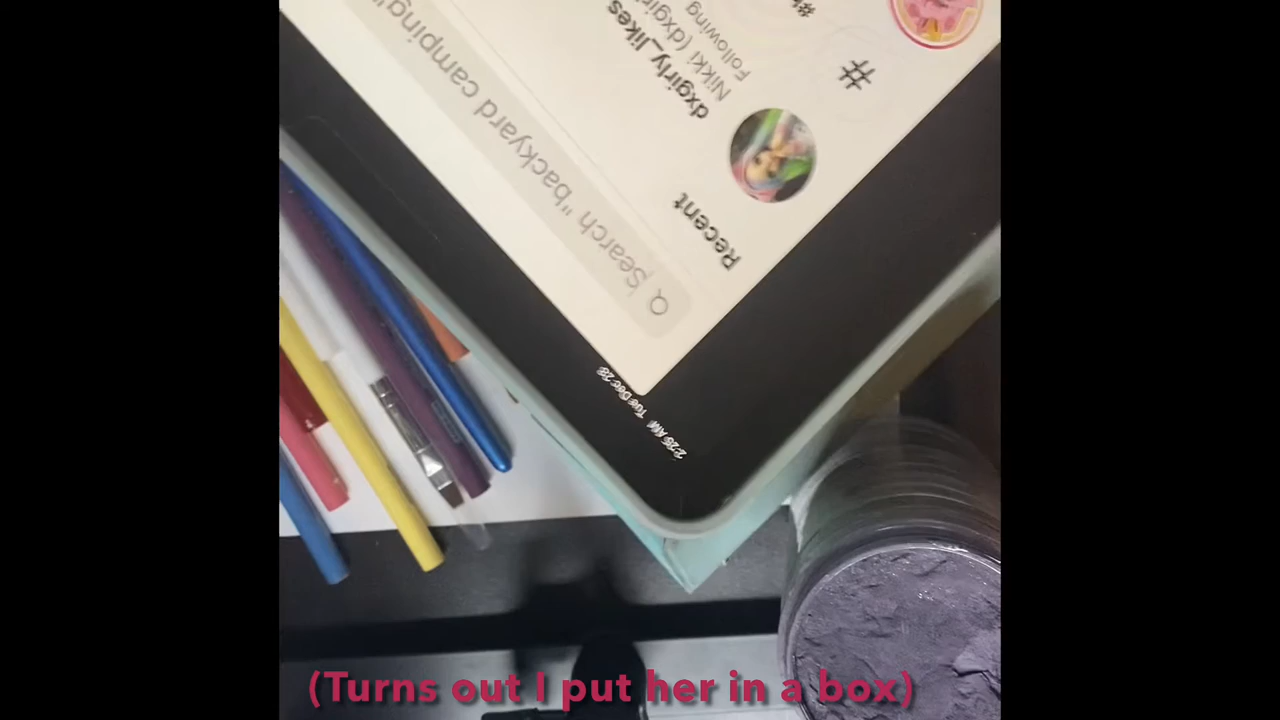 2:25 AM Tue Dec 28
Search "backyard camping"
Recent
dxgirly_likes
Nikki (dxgir
Following
#
#
(Turns out I put her in a box)